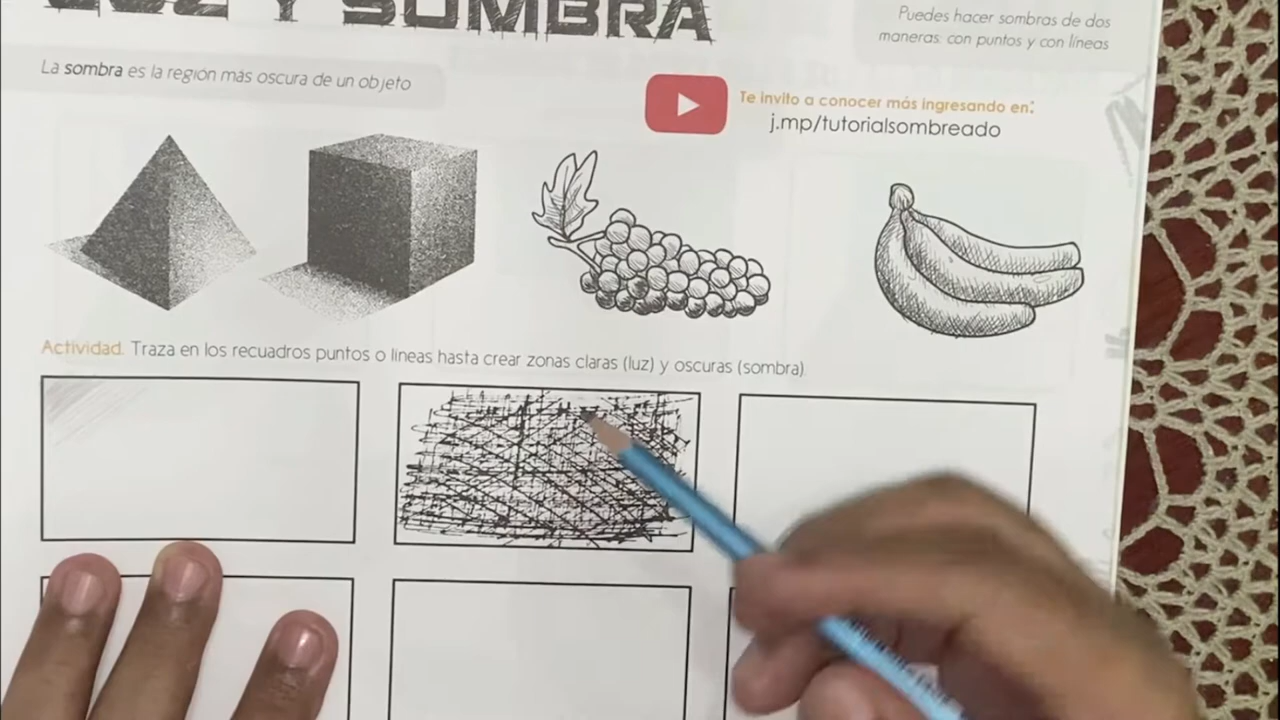 LUZ Y SOMBRA
Puedes hacer sombras de dos
maneras: con puntos y con líneas
La sombra es la región más oscura de un objeto
Te invito a conocer más ingresando en:
j.mp/tutorialsombreado
Actividad. Traza en los recuadros puntos o líneas hasta crear zonas claras (luz) y oscuras (sombra).